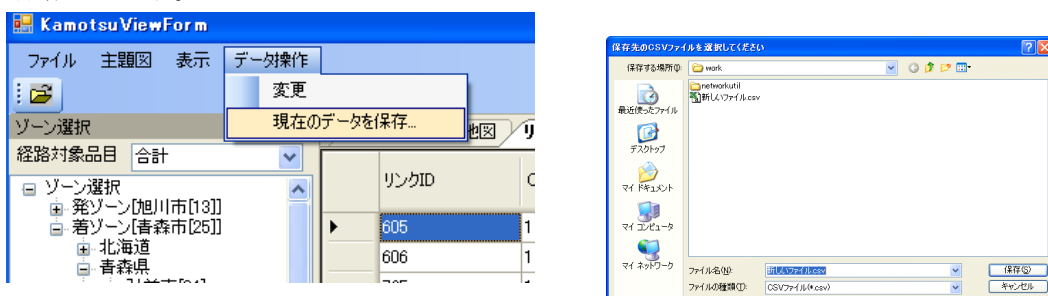 KamotsuViewForm
ファイル 主題図 表示 データ操作
変更
現在のデータを保存...
ゾーン選択
地図
経路対象品目 合計
リンクID
ゾーン選択
発ゾーン[旭川市[13]]
着ゾーン[青森市[25]]
北海道
青森県
605 1
606 1
保存先のCSVファイルを選択してください
保存する場所(I): work
networkutil
新しいファイル.csv
最近使ったファイル
デスクトップ
マイ ドキュメント
マイ コンピュータ
マイ ネットワーク
ファイル名(N): 新しいファイル.csv 保存(S)
ファイルの種類(T): CSVファイル(*.csv) キャンセル